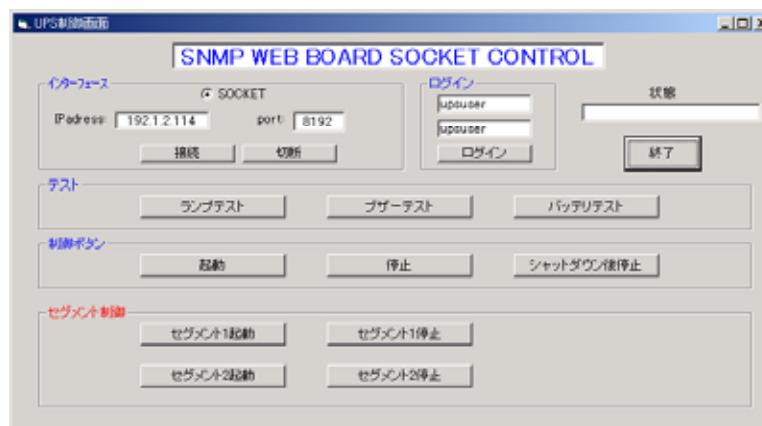 UPS制御画面
SNMP WEB BOARD SOCKET CONTROL
インターフェース
SOCKET
IPadress: 192.1.2.114 port: 8192
接続 切断
ログイン
upsuser
upsuser
ログイン
状態
終了
テスト
ランプテスト ブザーテスト バッテリテスト
制御ボタン
起動 停止 シャットダウン後停止
セグメント制御
セグメント1起動 セグメント1停止
セグメント2起動 セグメント2停止